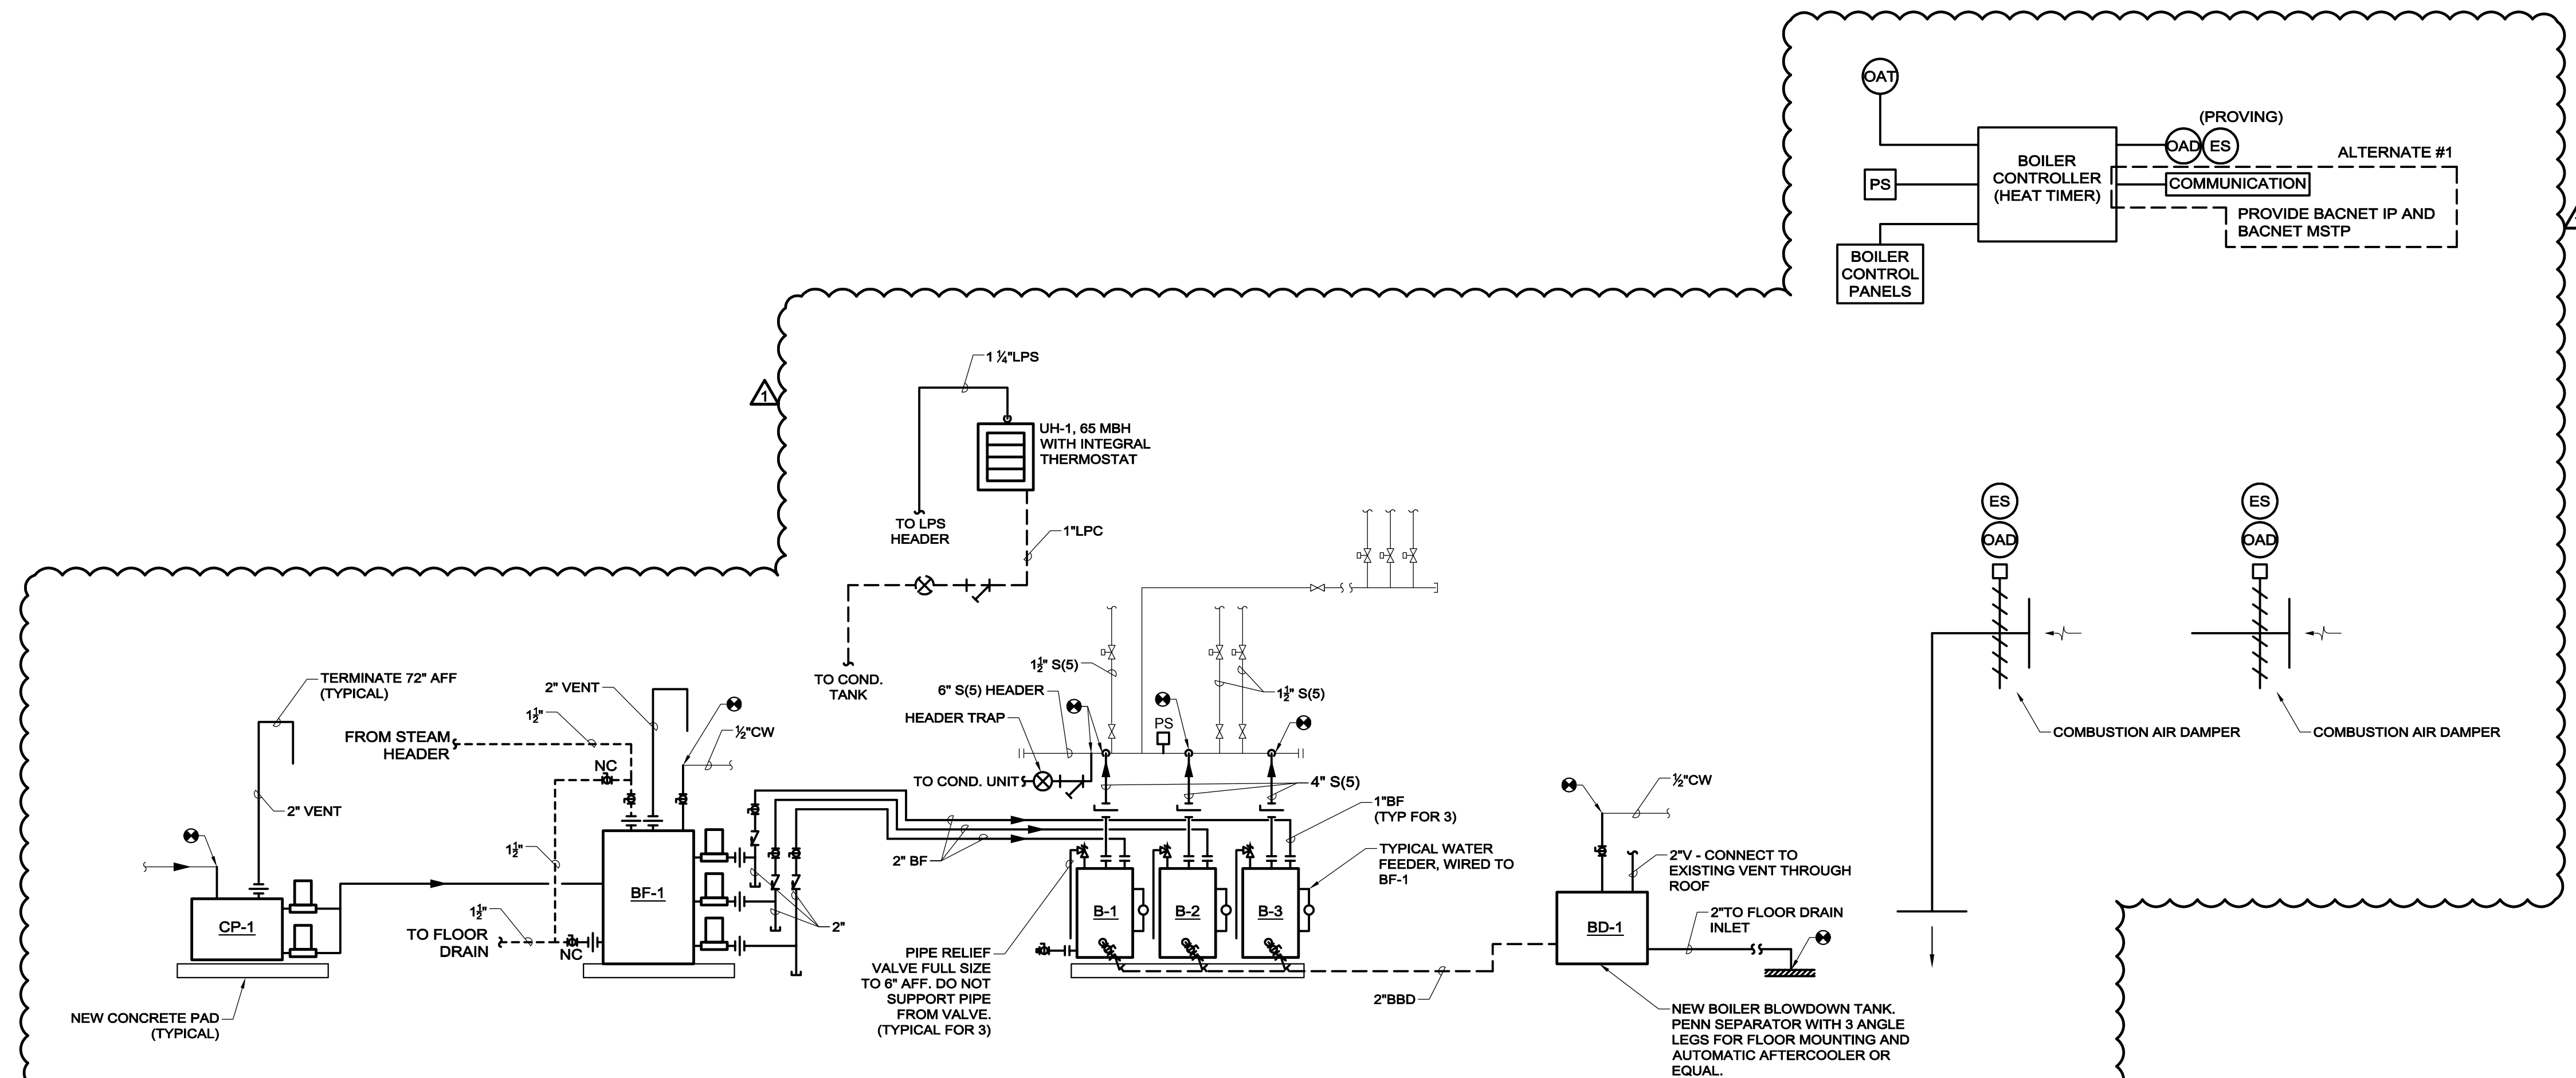 OAT
(PROVING)
OAD
ES
ALTERNATE #1
BOILER
CONTROLLER
(HEAT TIMER)
PS
COMMUNICATION
PROVIDE BACNET IP AND
BACNET MSTP
BOILER
CONTROL
PANELS
1
1 ¼"LPS
UH-1, 65 MBH
WITH INTEGRAL
THERMOSTAT
TO LPS
HEADER
1"LPC
TO COND.
TANK
ES
OAD
COMBUSTION AIR DAMPER
ES
OAD
COMBUSTION AIR DAMPER
TERMINATE 72" AFF
(TYPICAL)
2" VENT
NEW CONCRETE PAD
(TYPICAL)
CP-1
FROM STEAM
HEADER
1½"
2" VENT
½"CW
NC
1½"
1½"
TO FLOOR
DRAIN
NC
BF-1
2"
2" BF
1½" S(5)
6" S(5) HEADER
HEADER TRAP
TO COND. UNIT
PS
1½" S(5)
4" S(5)
1"BF
(TYP FOR 3)
TYPICAL WATER
FEEDER, WIRED TO
BF-1
B-1
B-2
B-3
PIPE RELIEF
VALVE FULL SIZE
TO 6" AFF. DO NOT
SUPPORT PIPE
FROM VALVE.
(TYPICAL FOR 3)
2"BBD
½"CW
2"V - CONNECT TO
EXISTING VENT THROUGH
ROOF
BD-1
2"TO FLOOR DRAIN
INLET
NEW BOILER BLOWDOWN TANK.
PENN SEPARATOR WITH 3 ANGLE
LEGS FOR FLOOR MOUNTING AND
AUTOMATIC AFTERCOOLER OR
EQUAL.